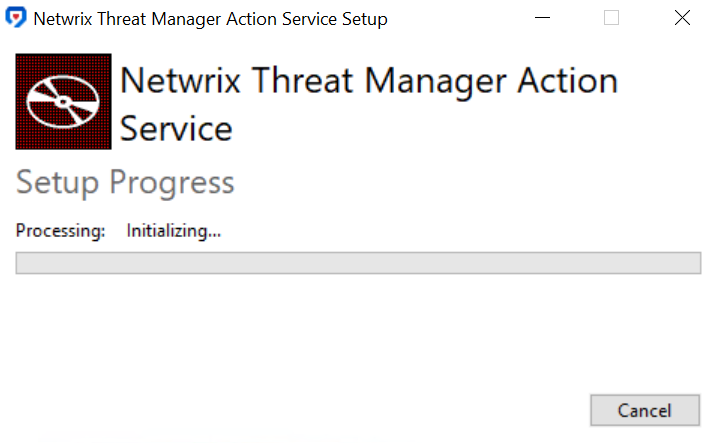 Netwrix Threat Manager Action Service Setup
Netwrix Threat Manager Action
Service
Setup Progress
Processing: Initializing...
Cancel